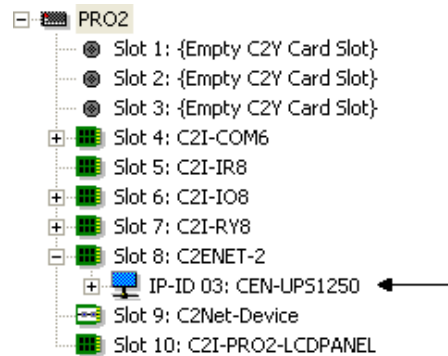 PRO2
Slot 1: {Empty C2Y Card Slot}
Slot 2: {Empty C2Y Card Slot}
Slot 3: {Empty C2Y Card Slot}
Slot 4: C2I-COM6
Slot 5: C2I-IR8
Slot 6: C2I-IO8
Slot 7: C2I-RY8
Slot 8: C2ENET-2
IP-ID 03: CEN-UPS1250
Slot 9: C2Net-Device
Slot 10: C2I-PRO2-LCDPANEL